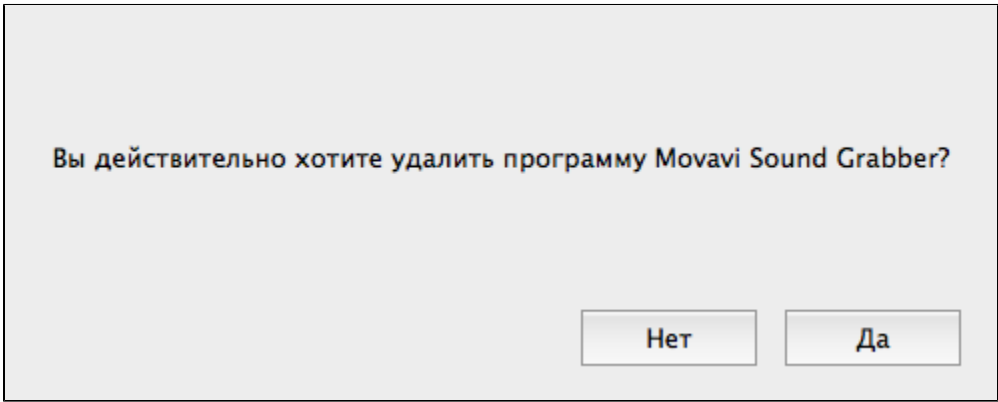 Вы действительно хотите удалить программу Movavi Sound Grabber?
Нет Да